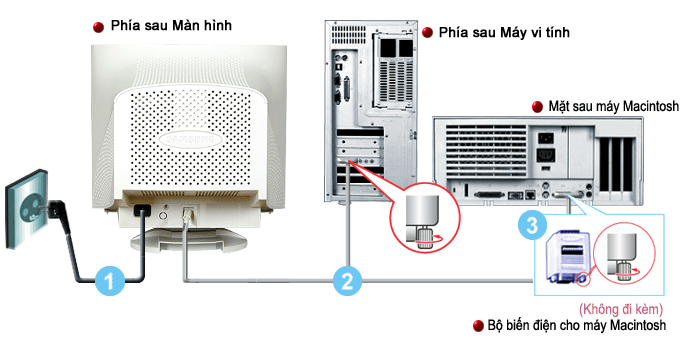 Phía sau Màn hình
Phía sau Máy vi tính
Mặt sau máy Macintosh
1
2
3
(Không đi kèm)
Bộ biến điện cho máy Macintosh